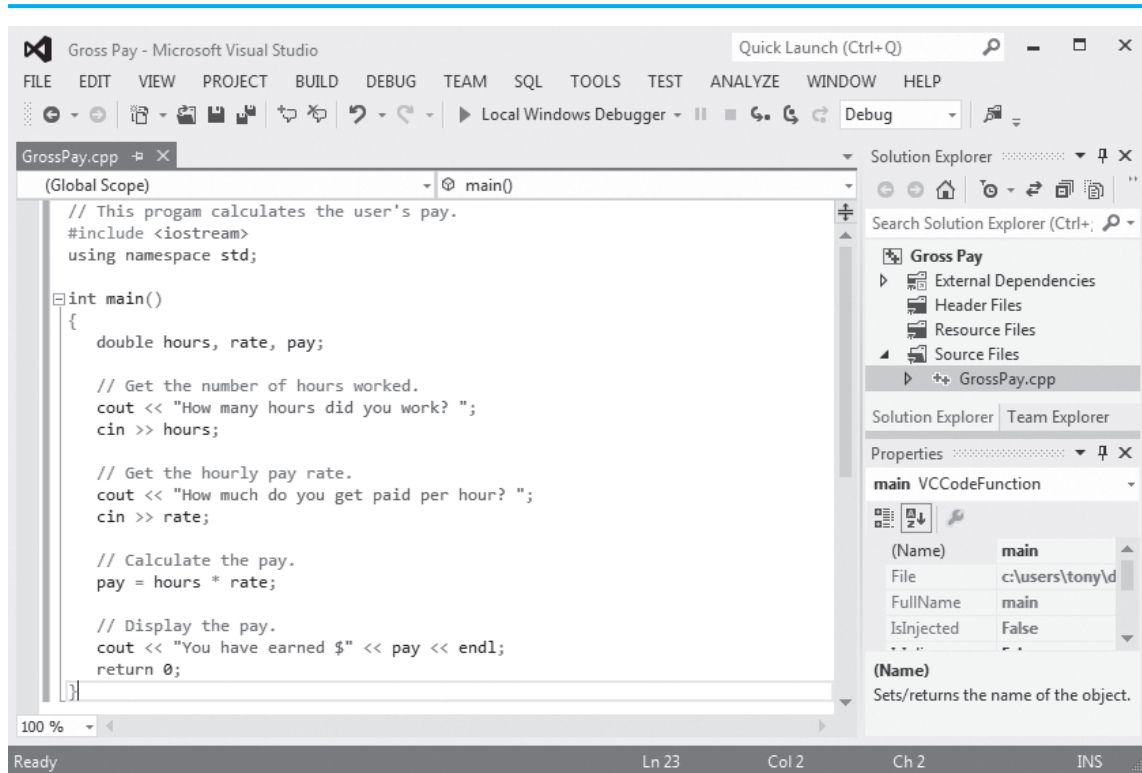 Gross Pay - Microsoft Visual Studio
Quick Launch (Ctrl+Q)
FILE EDIT VIEW PROJECT BUILD DEBUG TEAM SQL TOOLS TEST ANALYZE WINDOW HELP
Local Windows Debugger
Debug
GrossPay.cpp
(Global Scope)
main()
// This progam calculates the user's pay.
#include <iostream>
using namespace std;
int main()
{
double hours, rate, pay;
// Get the number of hours worked.
cout << "How many hours did you work? ";
cin >> hours;
// Get the hourly pay rate.
cout << "How much do you get paid per hour? ";
cin >> rate;
// Calculate the pay.
pay = hours * rate;
// Display the pay.
cout << "You have earned $" << pay << endl;
return 0;
}
100 %
Solution Explorer
Search Solution Explorer (Ctrl+;
Gross Pay
External Dependencies
Header Files
Resource Files
Source Files
GrossPay.cpp
Solution Explorer Team Explorer
Properties
main VCCodeFunction
(Name) main
File c:\users\tony\d
FullName main
IsInjected False
(Name)
Sets/returns the name of the object.
Ready Ln 23 Col 2 Ch 2 INS